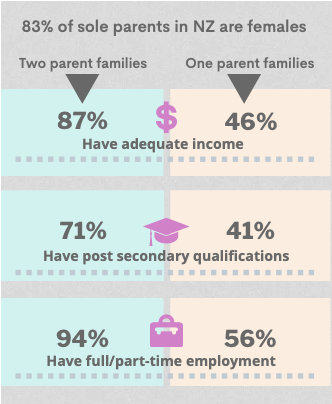 83% of sole parents in NZ are females
Two parent families One parent families
87% $ 46%
Have adequate income
71% 41%
Have post secondary qualifications
94% 56%
Have full/part-time employment